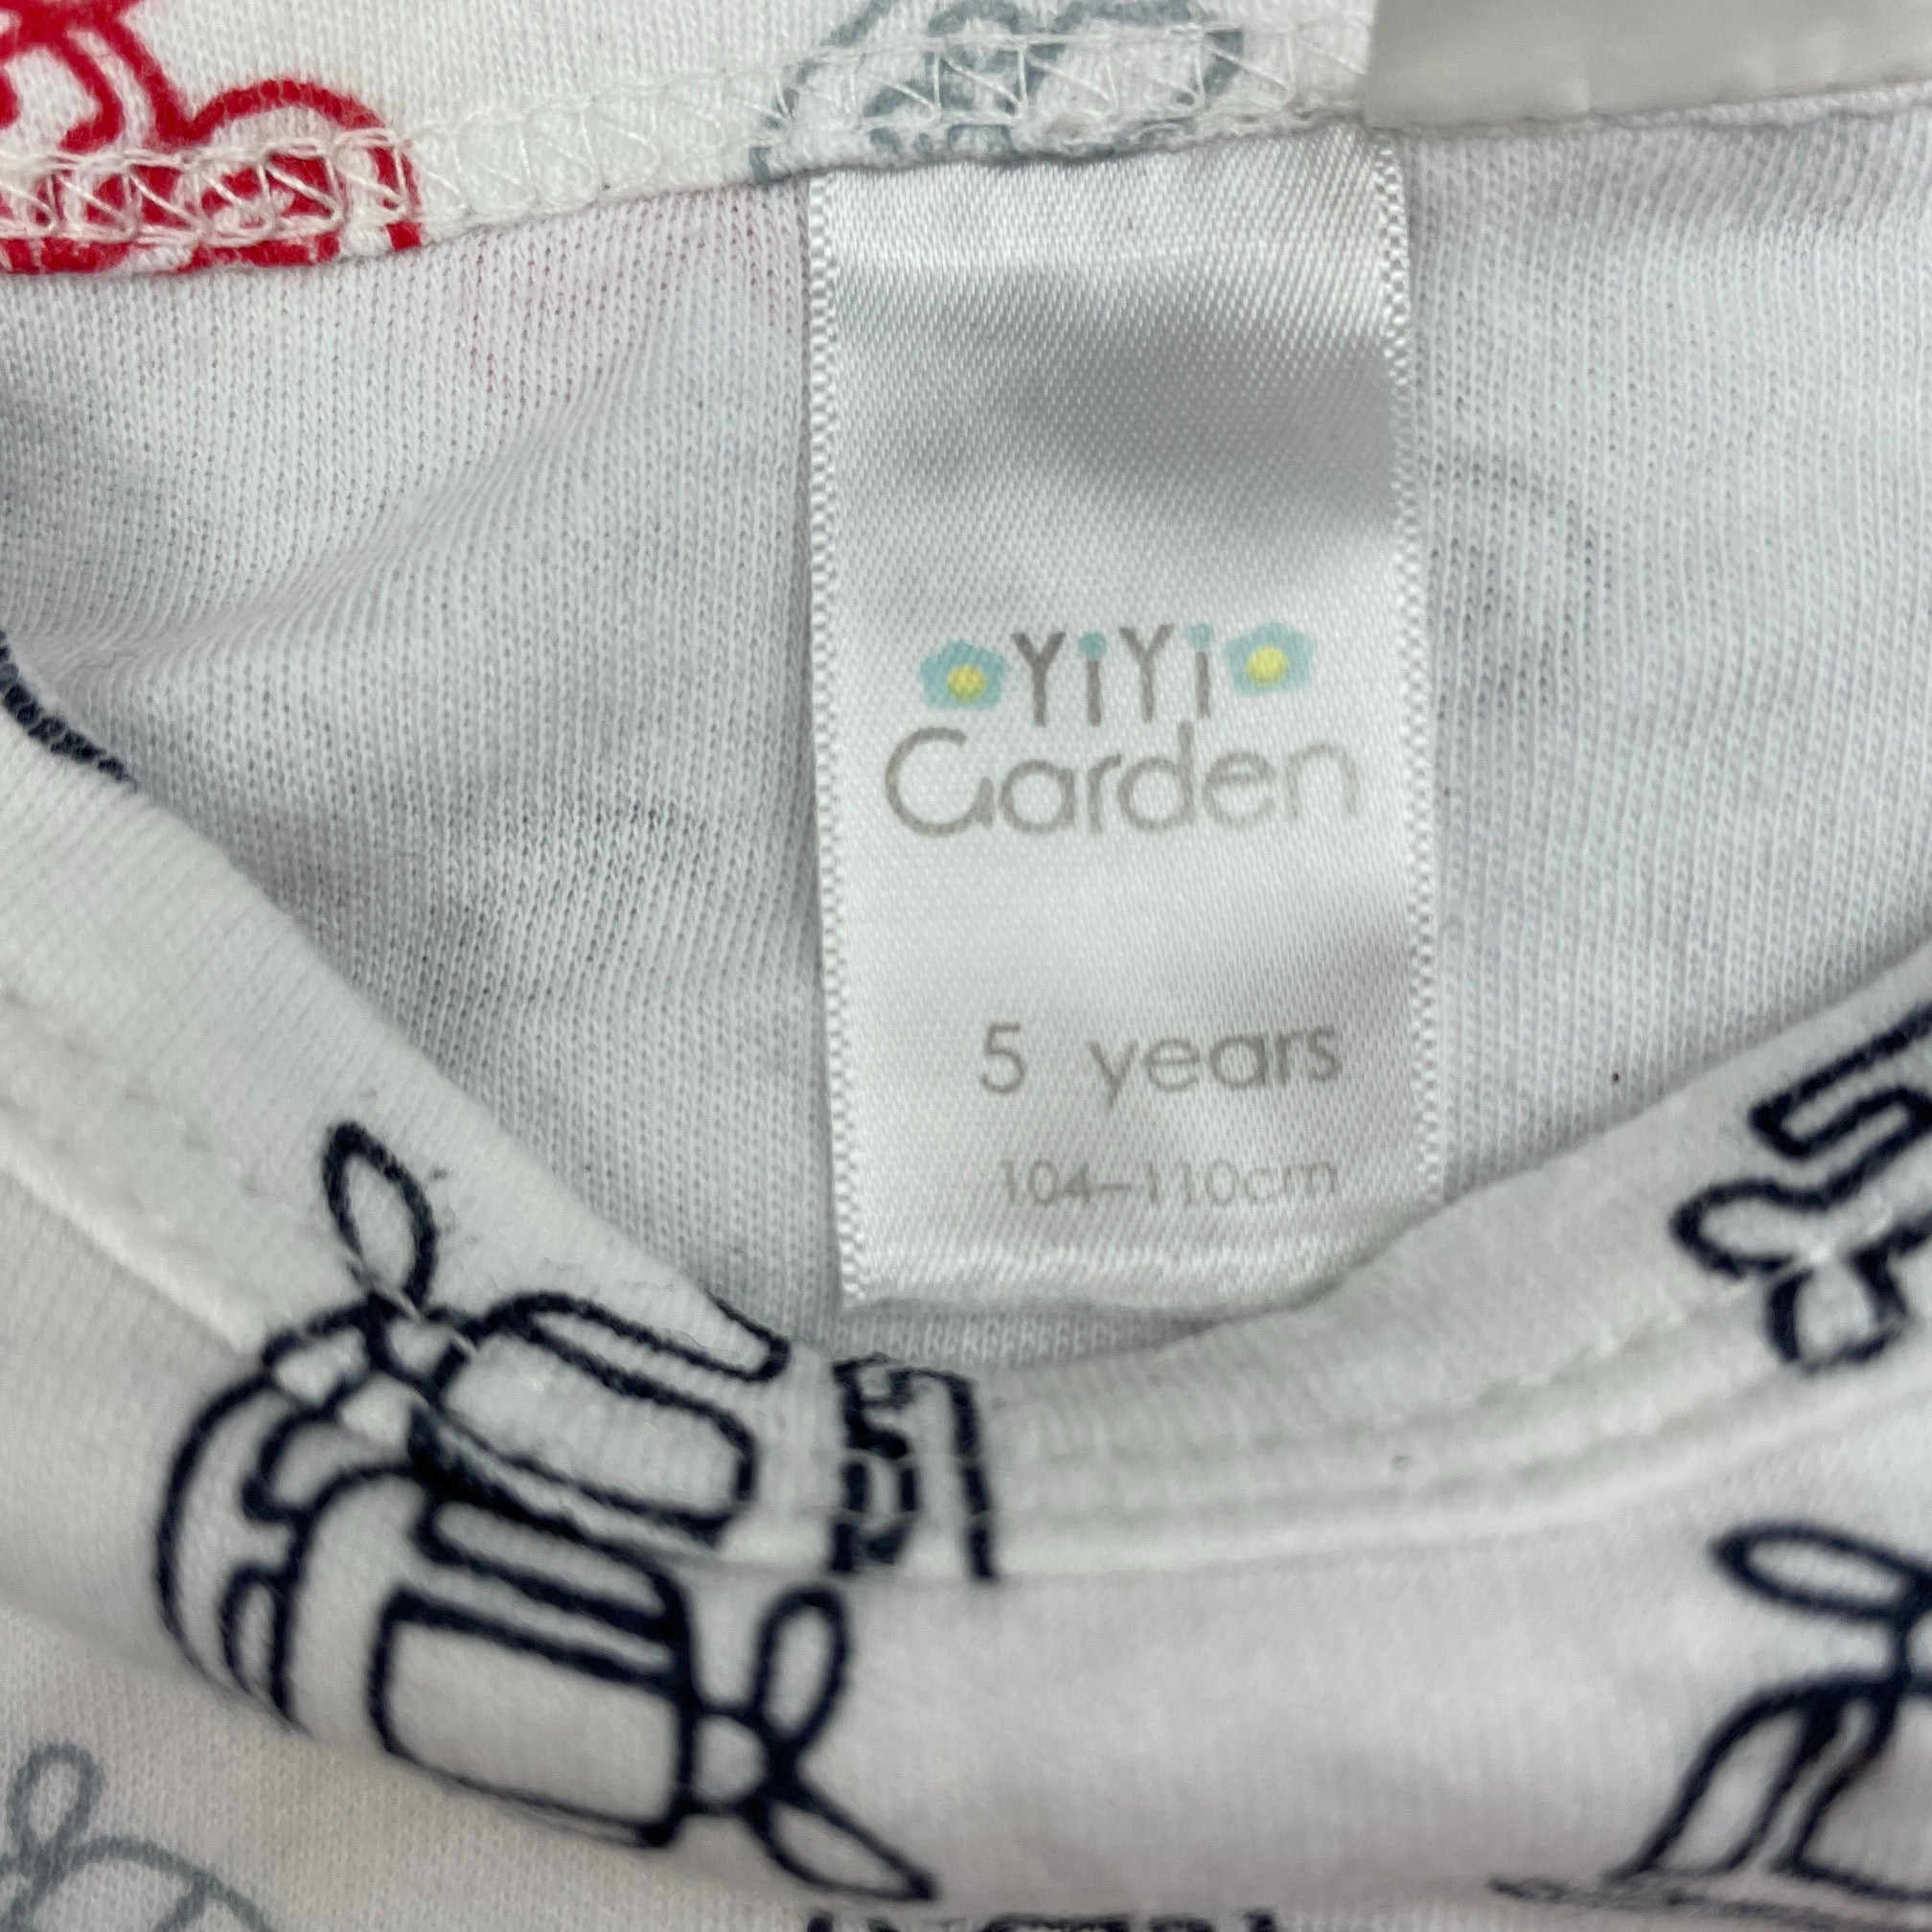 YiYi
Garden
5 years
104-110cm